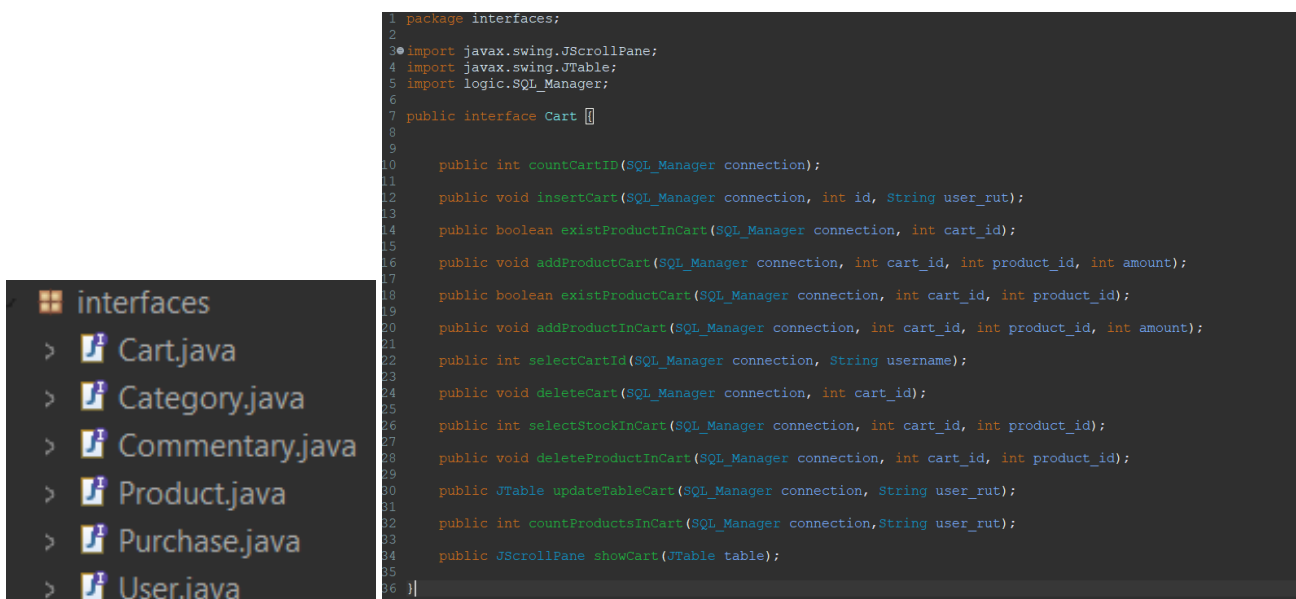 interfaces
Cart.java
Category.java
Commentary.java
Product.java
Purchase.java
User.java
1 package interfaces;
2
3 import javax.swing.JScrollPane;
4 import javax.swing.JTable;
5 import logic.SQL_Manager;
6
7 public interface Cart {
8
9
10 public int countCartID(SQL_Manager connection);
11
12 public void insertCart(SQL_Manager connection, int id, String user_rut);
13
14 public boolean existProductInCart(SQL_Manager connection, int cart_id);
15
16 public void addProductCart(SQL_Manager connection, int cart_id, int product_id, int amount);
17
18 public boolean existProductCart(SQL_Manager connection, int cart_id, int product_id);
19
20 public void addProductInCart(SQL_Manager connection, int cart_id, int product_id, int amount);
21
22 public int selectCartId(SQL_Manager connection, String username);
23
24 public void deleteCart(SQL_Manager connection, int cart_id);
25
26 public int selectStockInCart(SQL_Manager connection, int cart_id, int product_id);
27
28 public void deleteProductInCart(SQL_Manager connection, int cart_id, int product_id);
29
30 public JTable updateTableCart(SQL_Manager connection, String user_rut);
31
32 public int countProductsInCart(SQL_Manager connection,String user_rut);
33
34 public JScrollPane showCart(JTable table);
35
36 }